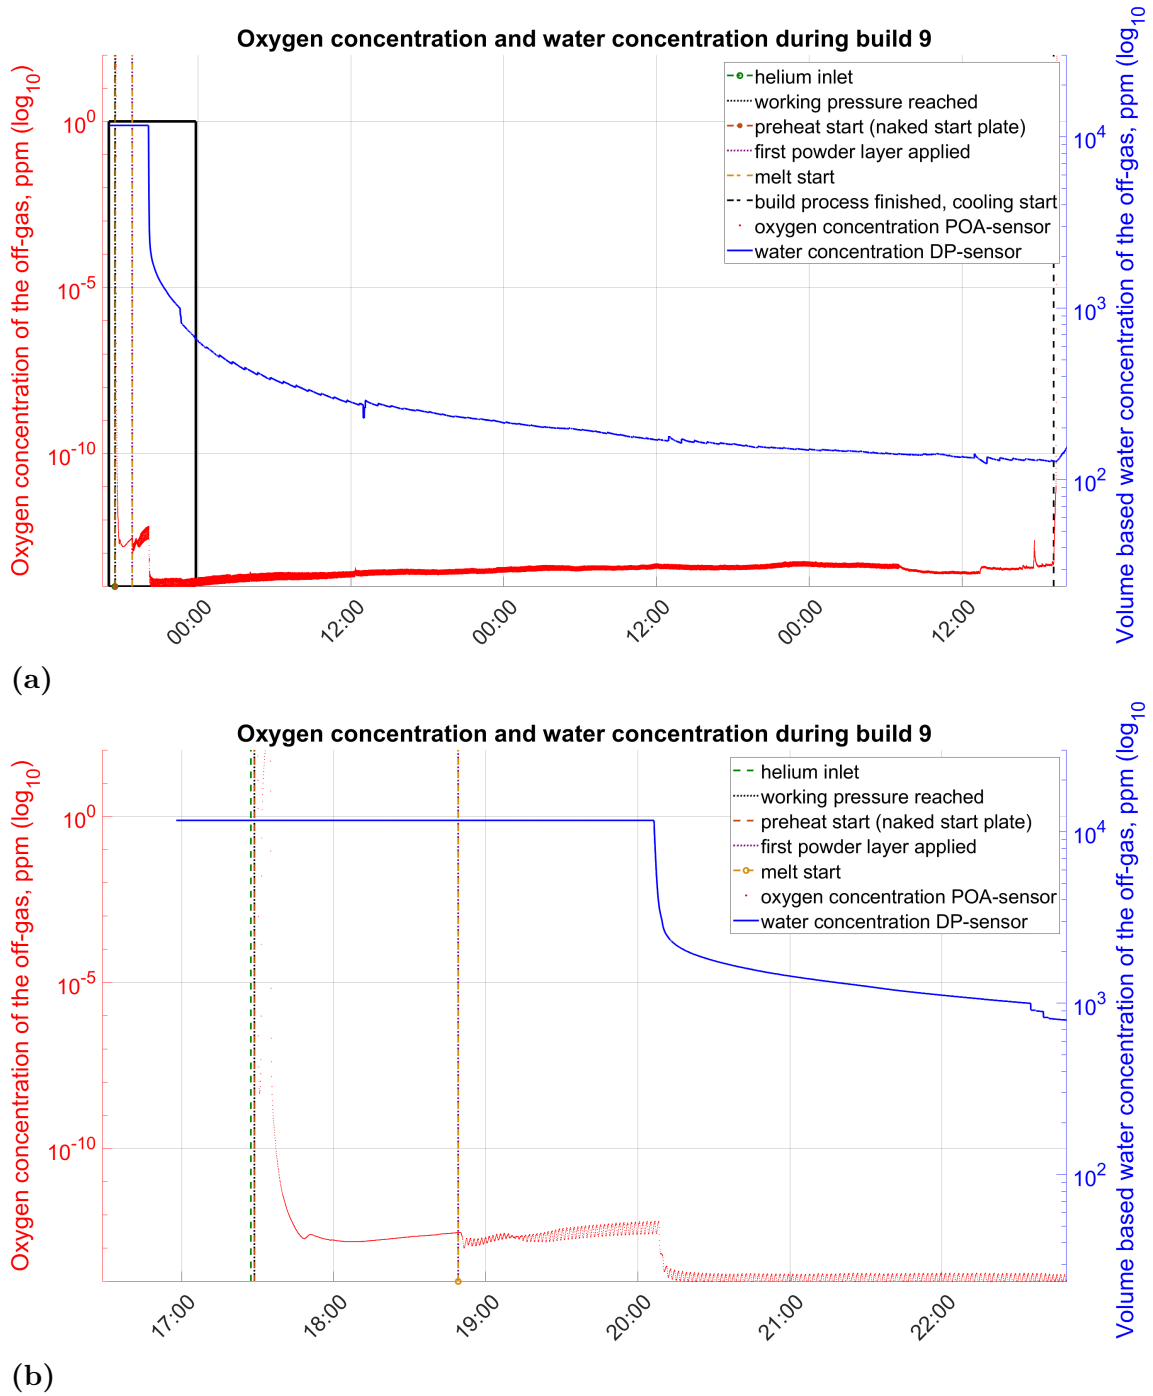 Oxygen concentration and water concentration during build 9
Oxygen concentration of the off-gas, ppm (log10)
10^0
10^-5
10^-10
helium inlet
working pressure reached
preheat start (naked start plate)
first powder layer applied
melt start
build process finished, cooling start
oxygen concentration POA-sensor
water concentration DP-sensor
10^4
10^3
10^2
Volume based water concentration of the off-gas, ppm (log10
00:00
12:00
00:00
12:00
00:00
12:00
(a)
Oxygen concentration and water concentration during build 9
Oxygen concentration of the off-gas, ppm (log10)
10^0
10^-5
10^-10
helium inlet
working pressure reached
preheat start (naked start plate)
first powder layer applied
melt start
oxygen concentration POA-sensor
water concentration DP-sensor
10^4
10^3
10^2
Volume based water concentration of the off-gas, ppm (log10
17:00
18:00
19:00
20:00
21:00
22:00
(b)